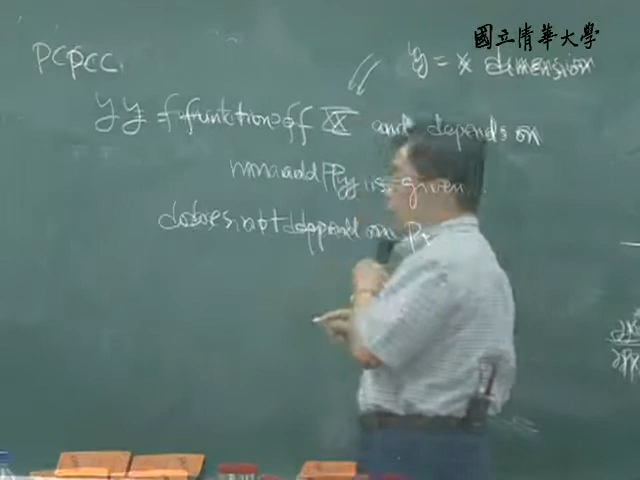 國立清華大學
PCC
y = x dimension
y = function of X and depends on
m and Py is given
does not depend on Px